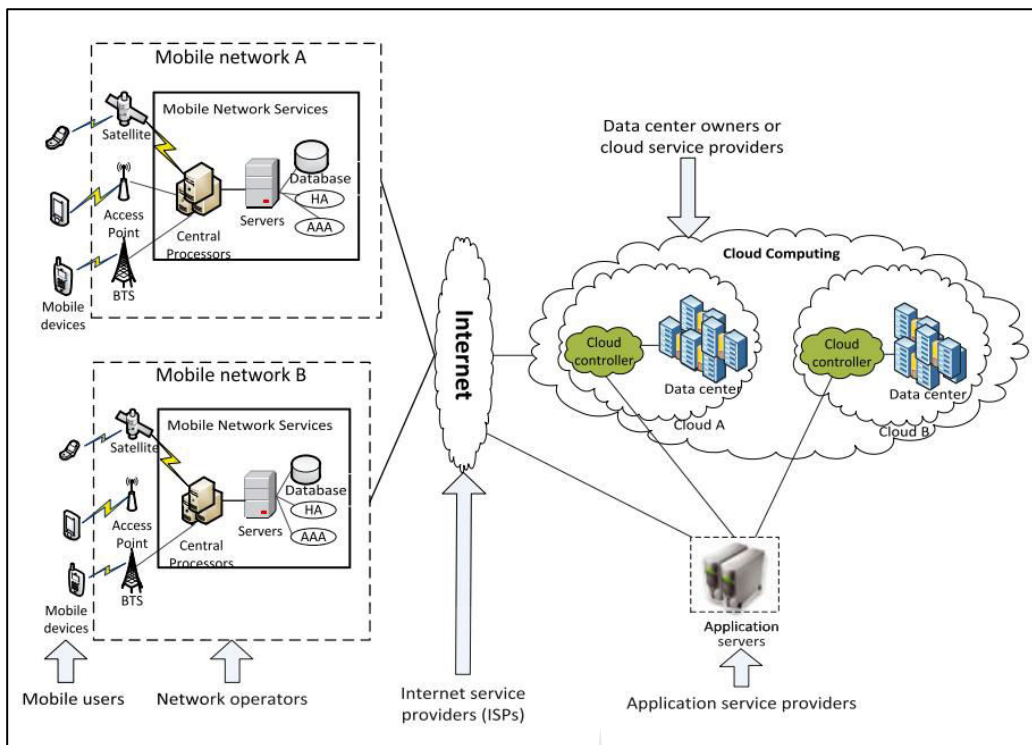 Mobile network A
Mobile Network Services
Satellite
Database
HA
AAA
Servers
Access
Point
Central
Processors
BTS
Mobile
devices
Mobile network B
Mobile Network Services
Satellite
Database
HA
AAA
Servers
Access
Point
Central
Processors
BTS
Mobile
devices
Mobile users
Network operators
Internet
Internet service
providers (ISPs)
Data center owners or
cloud service providers
Cloud Computing
Cloud
controller
Data center
Cloud A
Cloud
controller
Data center
Cloud B
Application
servers
Application service providers